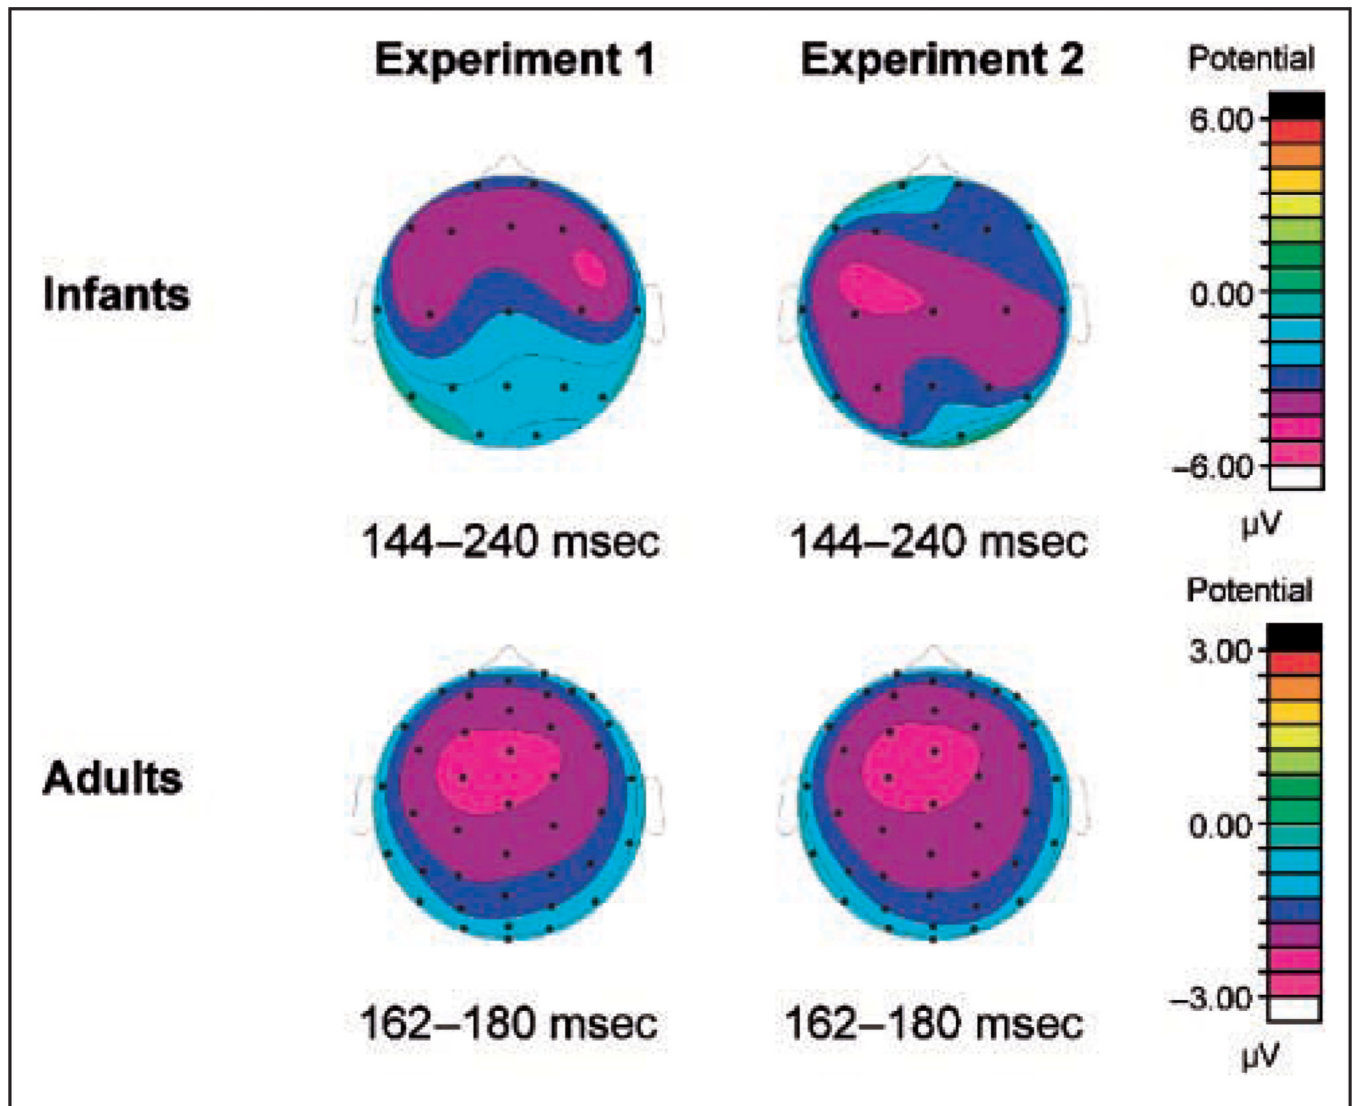 Experiment 1
Experiment 2
Potential
6.00
0.00
–6.00
µV
Infants
144–240 msec
144–240 msec
Potential
3.00
0.00
–3.00
µV
Adults
162–180 msec
162–180 msec